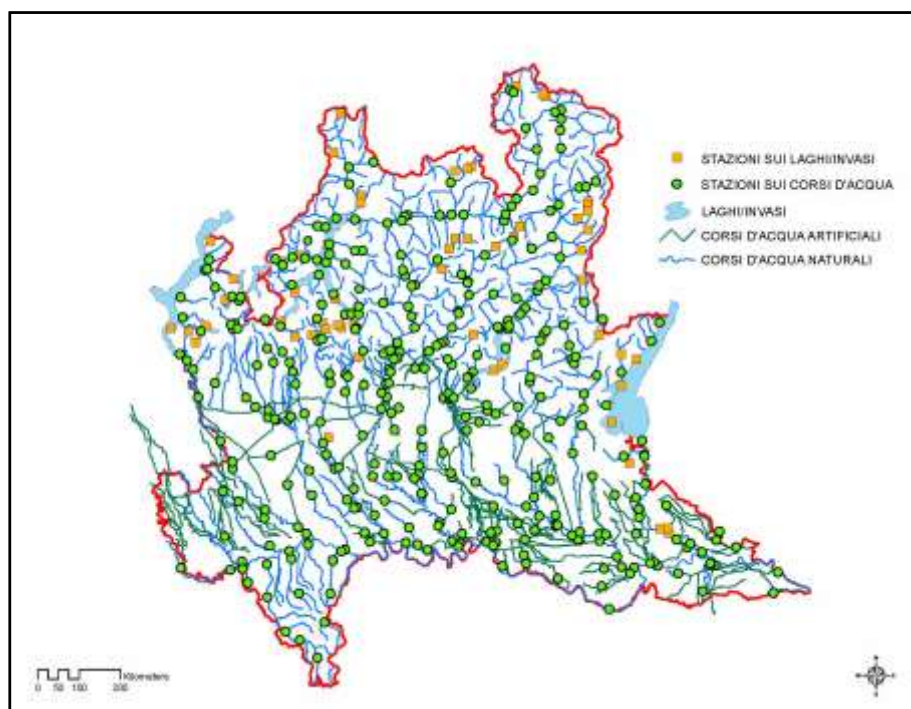 STAZIONI SUI LAGHI/INVASI
STAZIONI SUI CORSI D'ACQUA
LAGHI/INVASI
CORSI D'ACQUA ARTIFICIALI
CORSI D'ACQUA NATURALI
Kilometers
0 50 100 200